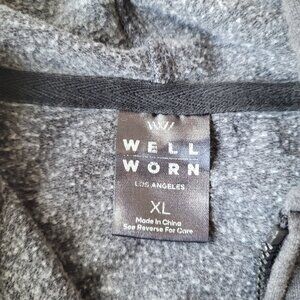 WELL
WORN
LOS ANGELES
XL
Made In China
See Reverse For Care